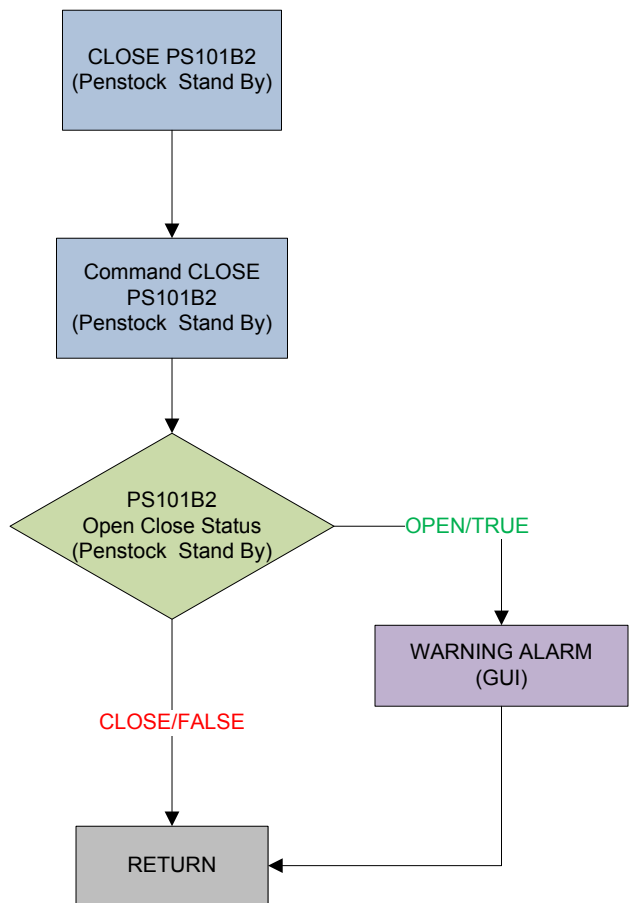 CLOSE PS101B2
(Penstock  Stand By)
Command CLOSE
PS101B2
(Penstock  Stand By)
PS101B2
Open Close Status
(Penstock  Stand By)
OPEN/TRUE
WARNING ALARM
(GUI)
CLOSE/FALSE
RETURN